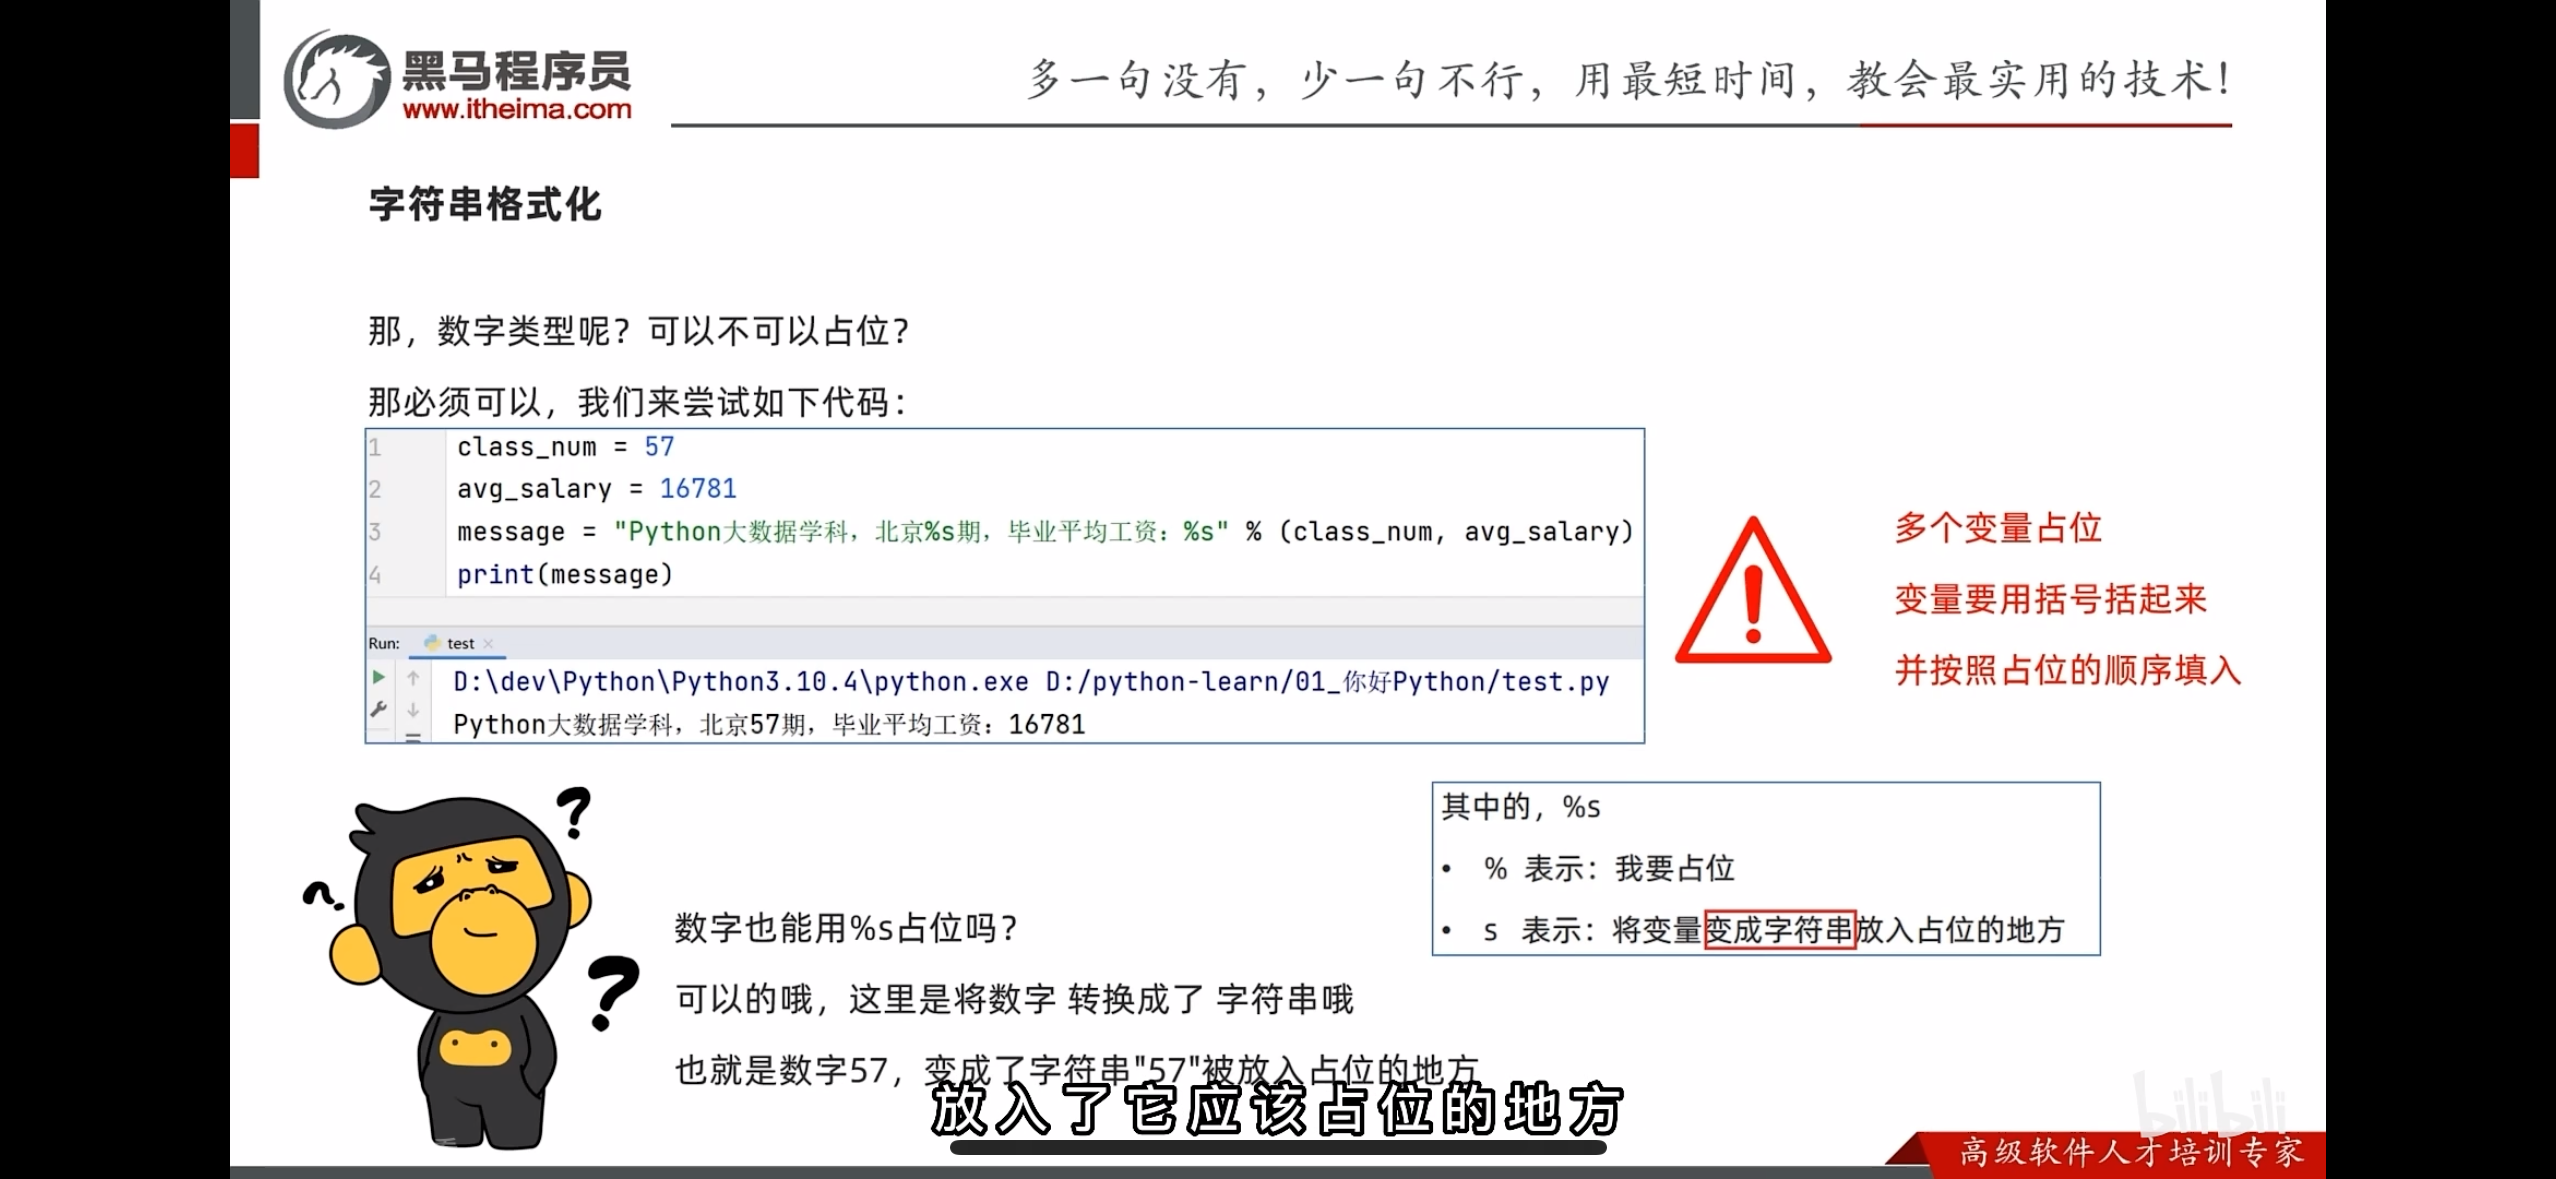 黑马程序员
www.itheima.com
多一句没有，少一句不行，用最短时间，教会最实用的技术！
字符串格式化
那，数字类型呢？可以不可以占位？
那必须可以，我们来尝试如下代码：
1 class_num = 57
2 avg_salary = 16781
3 message = "Python大数据学科，北京%s期，毕业平均工资：%s" % (class_num, avg_salary)
4 print(message)
多个变量占位
变量要用括号括起来
并按照占位的顺序填入
Run: test ×
D:\dev\Python\Python3.10.4\python.exe D:/python-learn/01_你好Python/test.py
Python大数据学科，北京57期，毕业平均工资：16781
其中的，%s
• % 表示：我要占位
• s 表示：将变量变成字符串放入占位的地方
数字也能用%s占位吗？
可以的哦，这里是将数字 转换成了 字符串哦
也就是数字57，变成了字符串"57"被放入占位的地方
放入了它应该占位的地方
bilibili
高级软件人才培训专家